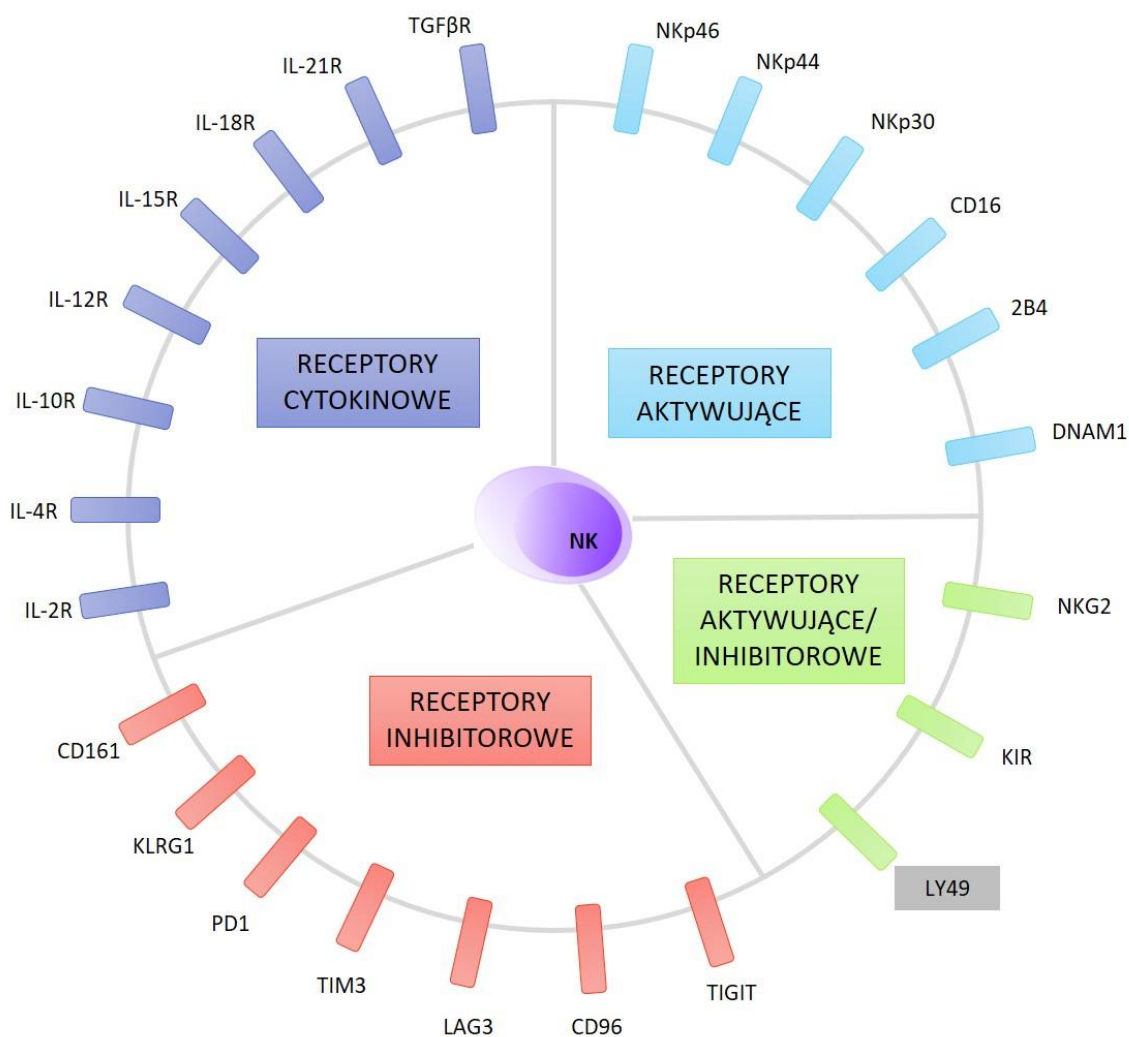 TGFβR
NKp46
IL-21R
NKp44
IL-18R
NKp30
IL-15R
CD16
IL-12R
2B4
RECEPTORY
CYTOKINOWE
RECEPTORY
AKTYWUJĄCE
IL-10R
DNAM1
IL-4R
NK
IL-2R
RECEPTORY
AKTYWUJĄCE/
INHIBITOROWE
NKG2
RECEPTORY
INHIBITOROWE
CD161
KIR
KLRG1
LY49
PD1
TIM3
TIGIT
LAG3
CD96